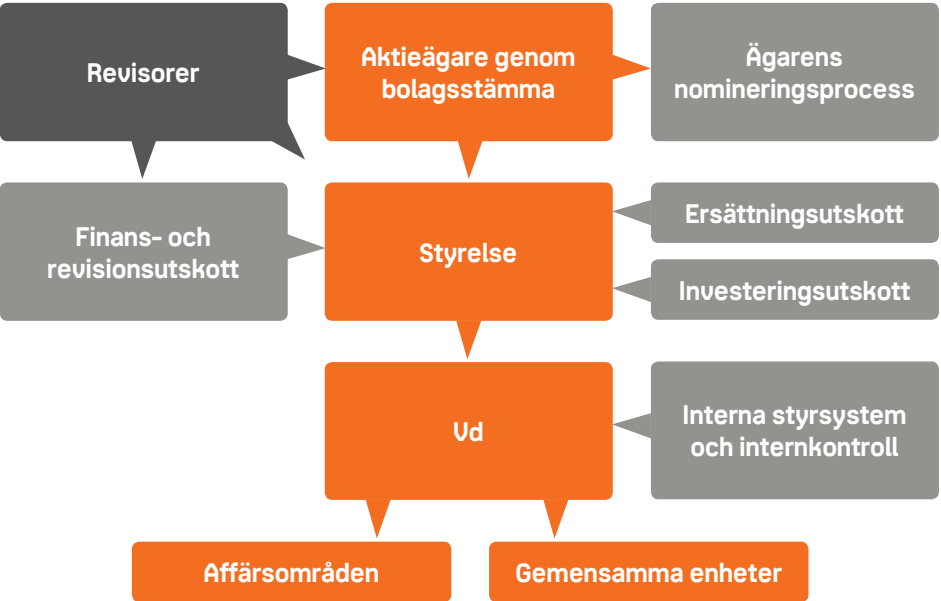 Revisorer
Aktieägare genom
bolagsstämma
Ägarens
nomineringsprocess
Finans- och
revisionsutskott
Styrelse
Ersättningsutskott
Investeringsutskott
Vd
Interna styrsystem
och internkontroll
Affärsområden
Gemensamma enheter